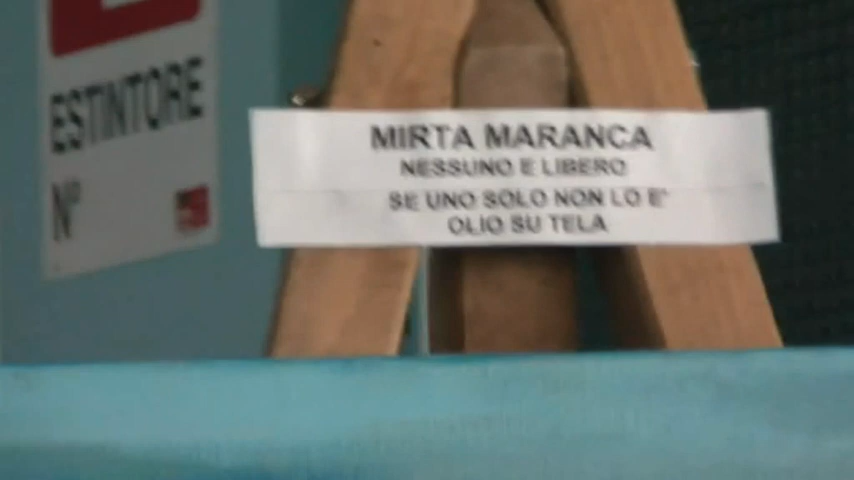 ESTINTORE
N°
MIRTA MARANCA
NESSUNO E LIBERO
SE UNO SOLO NON LO E'
OLIO SU TELA